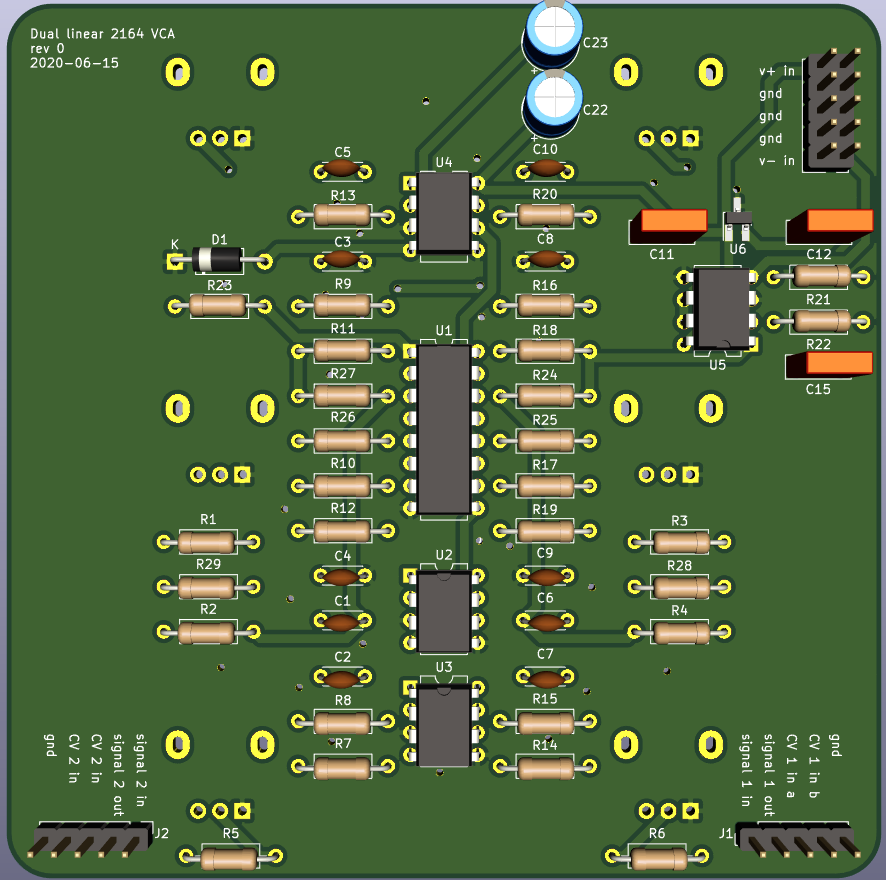 Dual linear 2164 VCA
rev 0
2020-06-15
C23
C22
+
+
v+ in
gnd
gnd
gnd
v- in
C5
U4
C10
R13
R20
K
D1
C3
C8
C11
U6
C12
R23
R9
R16
R21
R11
U1
R18
R22
U5
R27
R24
C15
R26
R25
R10
R17
R12
R19
R1
R3
C4
U2
C9
R29
R28
C1
C6
R2
R4
C2
U3
C7
R8
R15
R7
R14
gnd
CV 2 in
CV 2 in
signal 2 out
signal 2 in
signal 1 in
signal 1 out
CV 1 in a
CV 1 in b
gnd
J2
R5
R6
J1